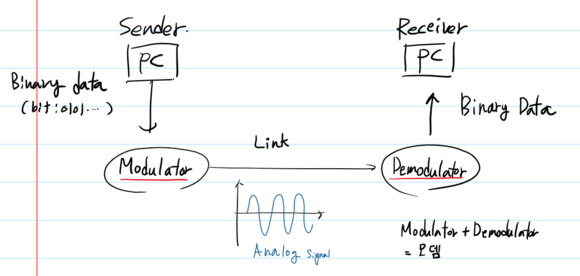 Sender.
Receiver
PC
PC
Binary data
(bit : 0101...)
Binary Data
Link
Modulator
Demodulator
Analog Signal
Modulator + Demodulator
= 모뎀